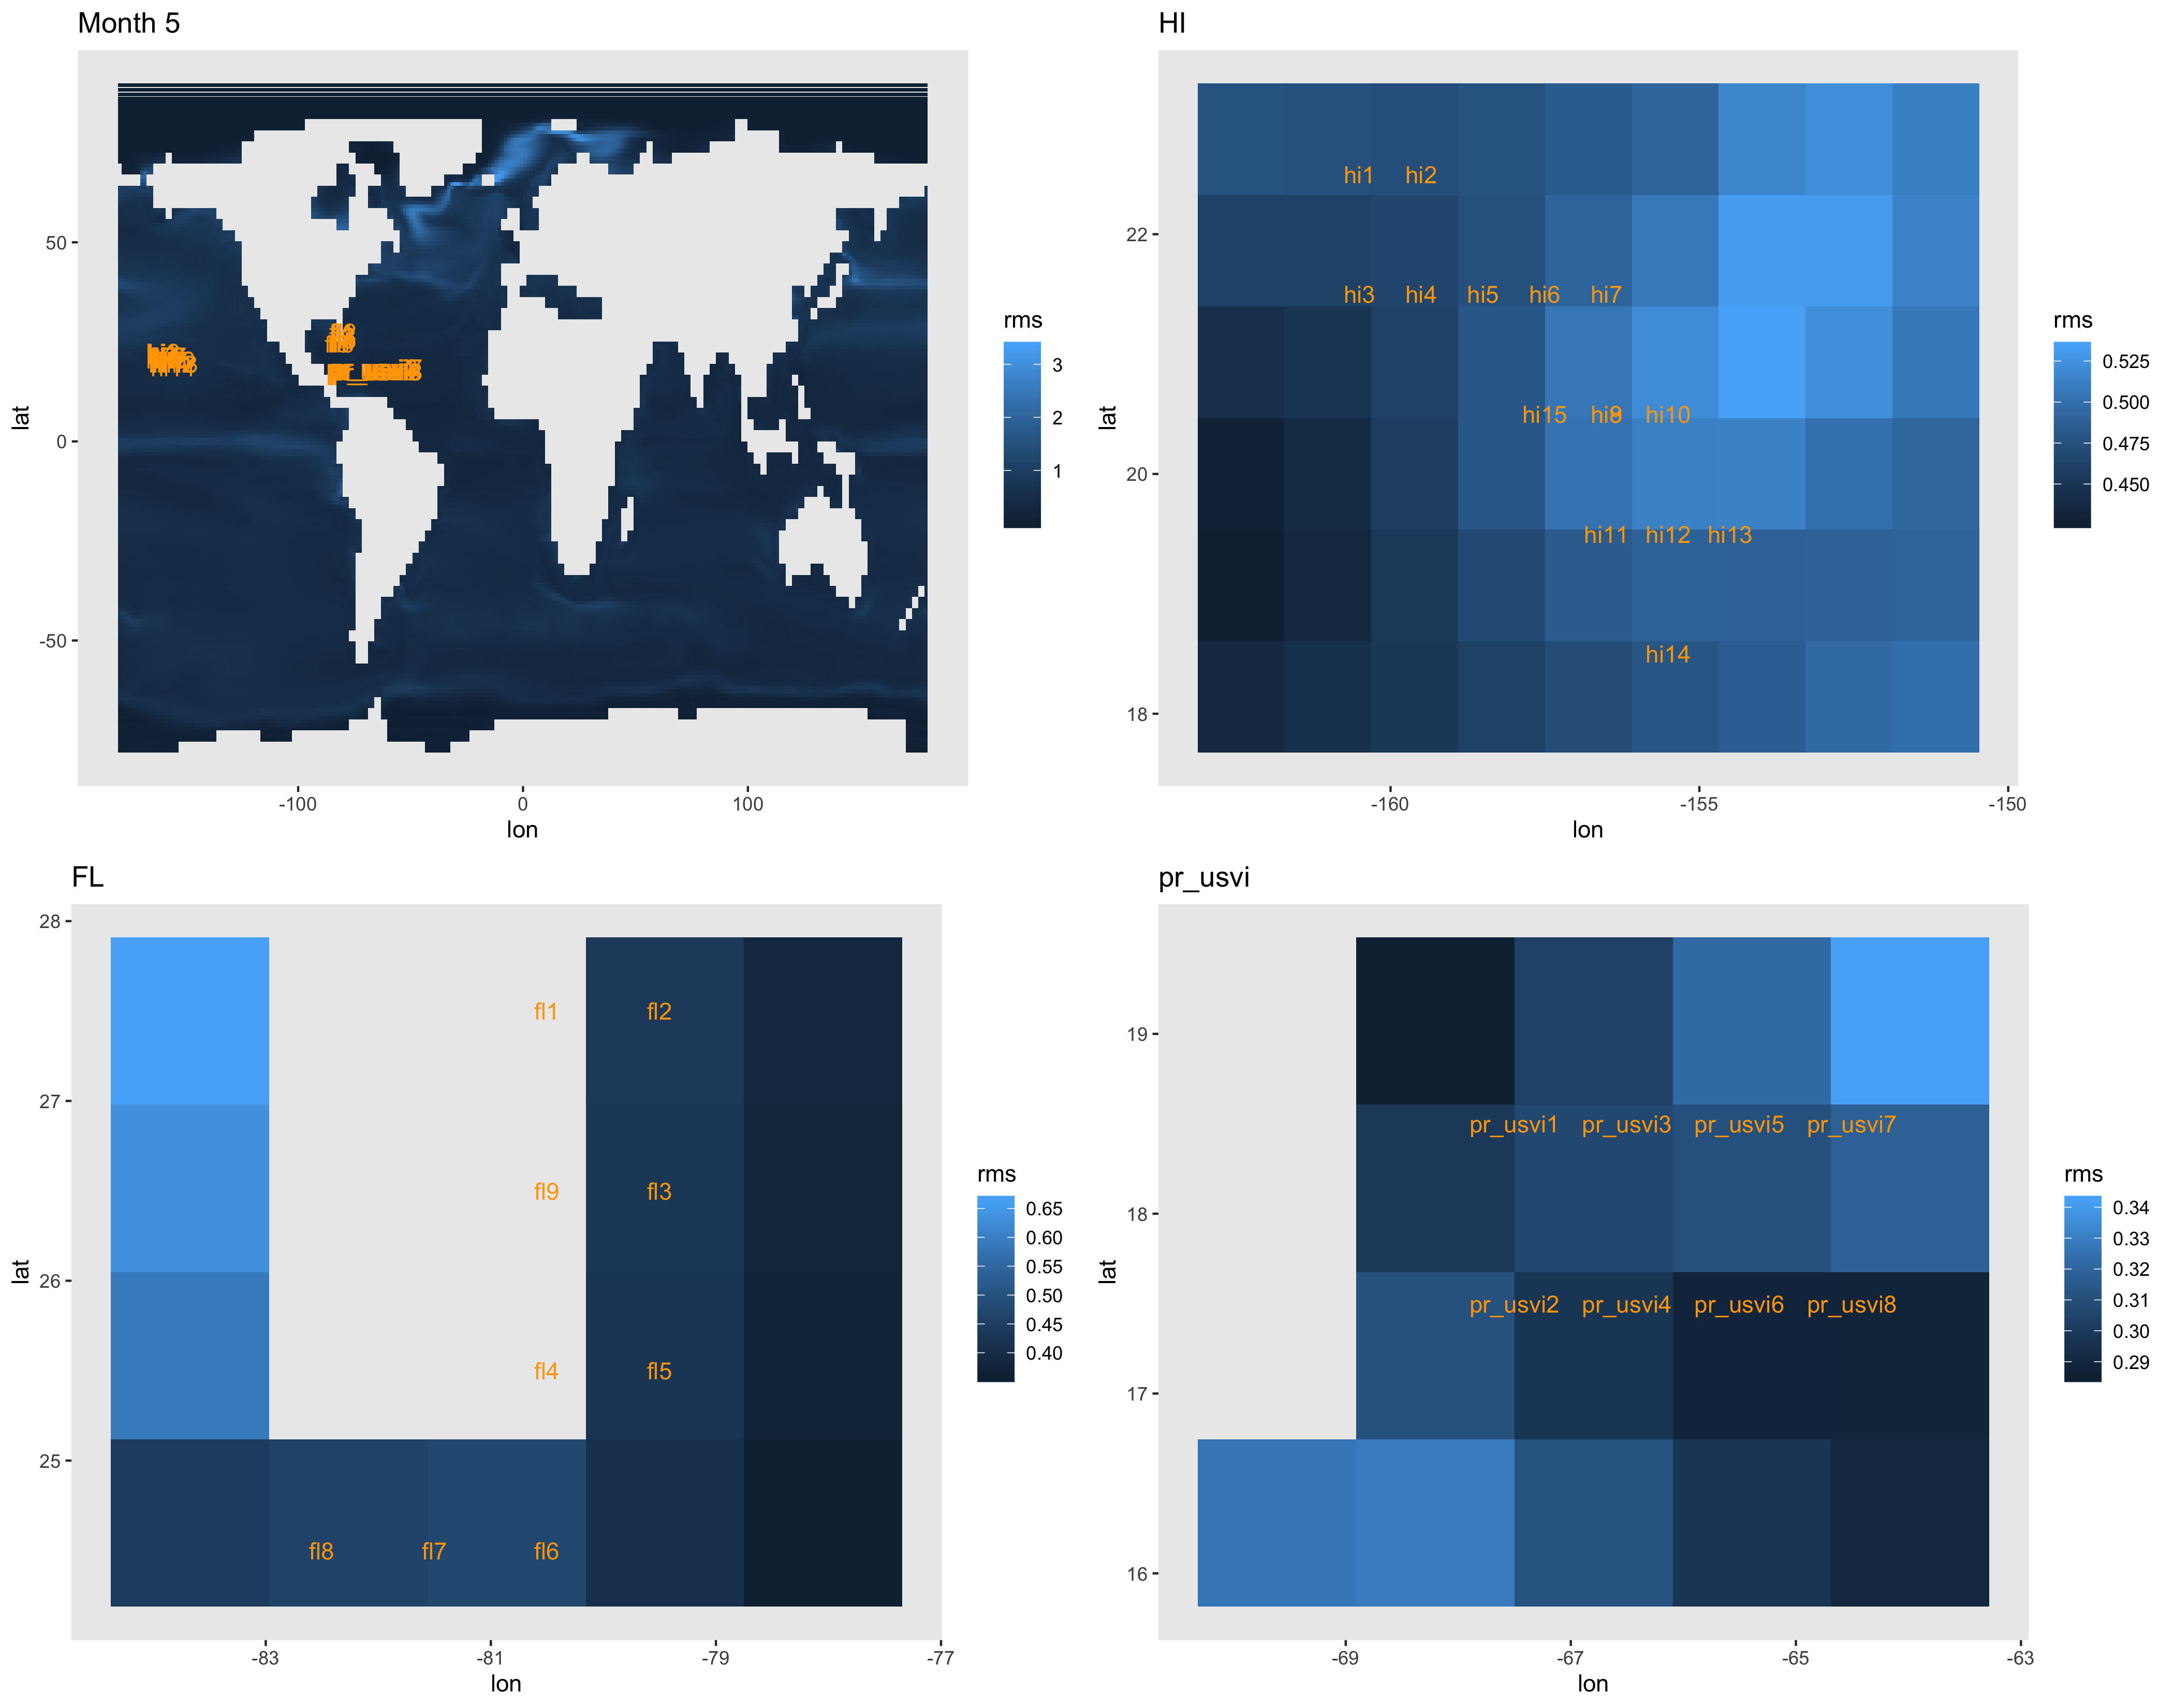 Month 5
lat
50
0
-50
-100
0
100
lon
rms
3
2
1
HI
lat
22
20
18
hi1 hi2
hi3 hi4 hi5 hi6 hi7
hi15 hi9 hi10
hi11 hi12 hi13
hi14
-160
-155
-150
lon
rms
0.525
0.500
0.475
0.450
FL
lat
28
27
26
25
fl1 fl2
fl9 fl3
fl4 fl5
fl8 fl7 fl6
-83
-81
-79
-77
lon
rms
0.65
0.60
0.55
0.50
0.45
0.40
pr_usvi
lat
19
18
17
16
pr_usvi1 pr_usvi3 pr_usvi5 pr_usvi7
pr_usvi2 pr_usvi4 pr_usvi6 pr_usvi8
-69
-67
-65
-63
lon
rms
0.34
0.33
0.32
0.31
0.30
0.29